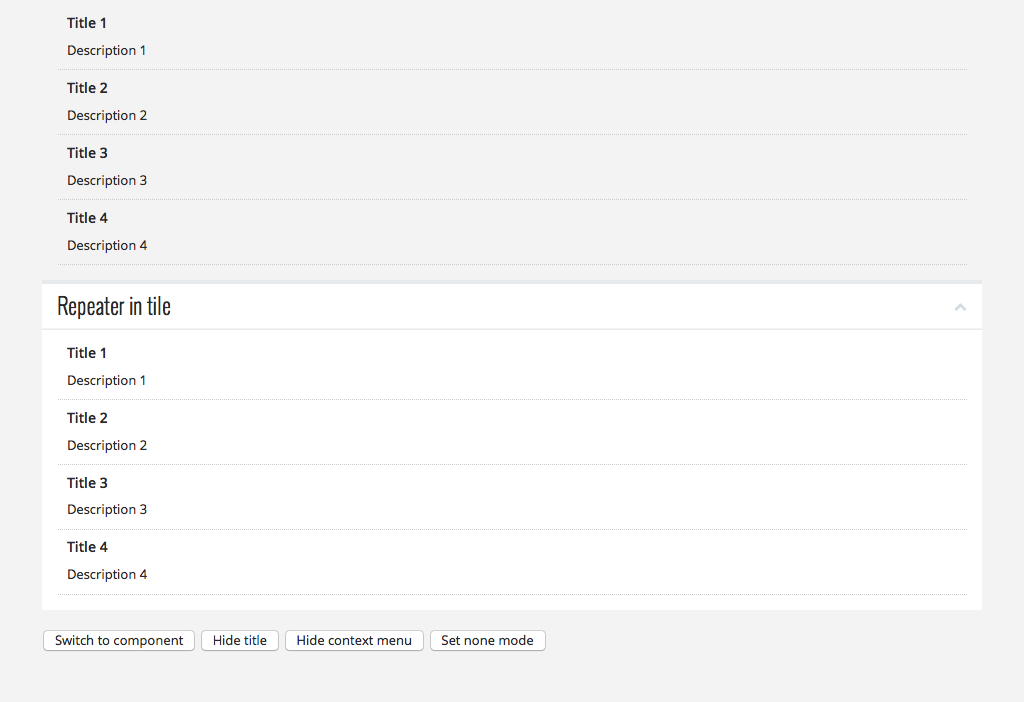 Title 1
Description 1
Title 2
Description 2
Title 3
Description 3
Title 4
Description 4
Repeater in tile
Title 1
Description 1
Title 2
Description 2
Title 3
Description 3
Title 4
Description 4
Switch to component Hide title Hide context menu Set none mode